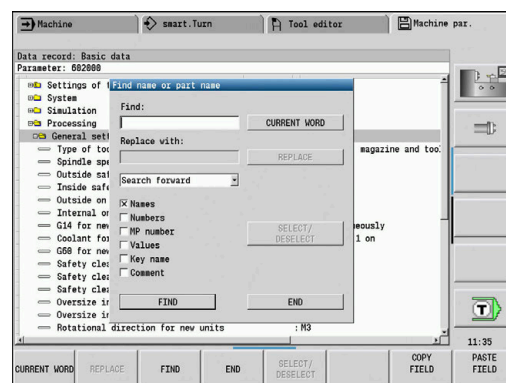 Machine
smart.Turn
Tool editor
Machine par.
Data record: Basic data
Parameter: 602000
Settings of
System
Simulation
Processing
General sett
Type of too
Spindle spe
Outside saf
Inside safe
Outside on
Internal on
G14 for new
Coolant for
G60 for new
Safety clea
Safety clea
Safety clea
Oversize in
Oversize in
Rotational direction for new units : M3
magazine and tool
eously
1 on
Find name or part name
Find:
CURRENT WORD
Replace with:
REPLACE
Search forward
Names
Numbers
MP number
Values
Key name
Comment
SELECT/
DESELECT
FIND
END
T
11:35
CURRENT WORD
REPLACE
FIND
END
SELECT/
DESELECT
COPY
FIELD
PASTE
FIELD